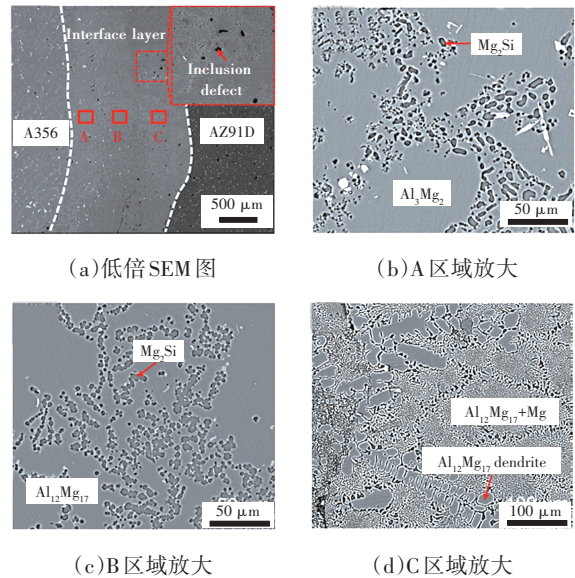 Interface layer
Inclusion
defect
A356
AZ91D
A
B
C
500 μm
(a)低倍SEM图
Mg₂Si
Al₃Mg₂
50 μm
(b)A区域放大
Mg₂Si
Al₁₂Mg₁₇
50 μm
(c)B区域放大
Al₁₂Mg₁₇+Mg
Al₁₂Mg₁₇ dendrite
100 μm
(d)C区域放大